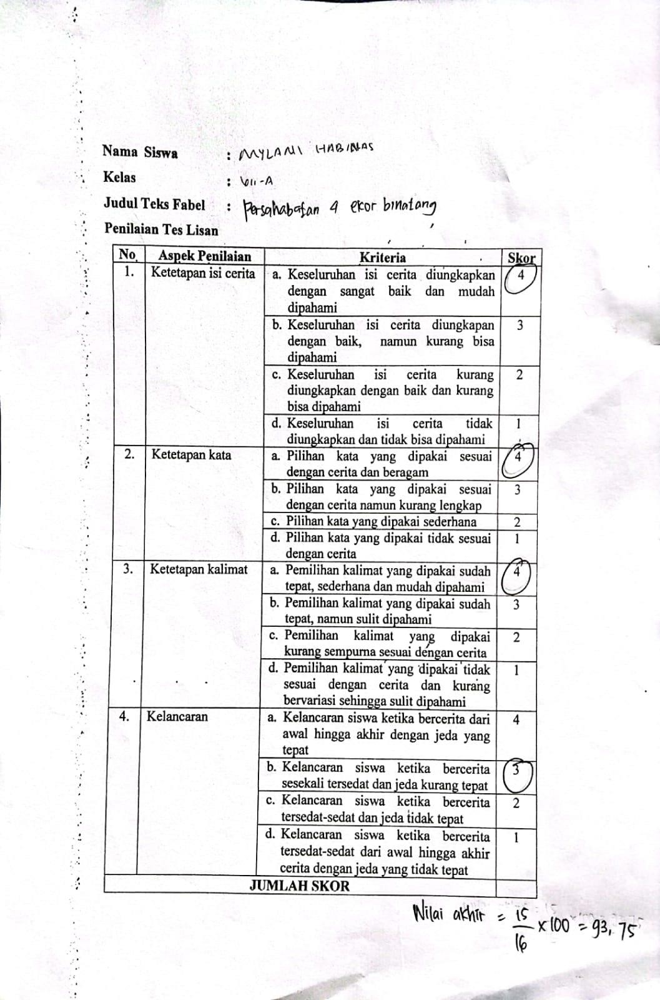 Nama Siswa : MYLANI HABINAS
Kelas : VII-A
Judul Teks Fabel : Persahabatan 4 ekor binatang
Penilaian Tes Lisan
No. Aspek Penilaian Kriteria Skor
1. Ketetapan isi cerita a. Keseluruhan isi cerita diungkapkan 4
dengan sangat baik dan mudah
dipahami
b. Keseluruhan isi cerita diungkapan 3
dengan baik, namun kurang bisa
dipahami
c. Keseluruhan isi cerita kurang 2
diungkapkan dengan baik dan kurang
bisa dipahami
d. Keseluruhan isi cerita tidak 1
diungkapkan dan tidak bisa dipahami
2. Ketetapan kata a. Pilihan kata yang dipakai sesuai 4
dengan cerita dan beragam
b. Pilihan kata yang dipakai sesuai 3
dengan cerita namun kurang lengkap
c. Pilihan kata yang dipakai sederhana 2
d. Pilihan kata yang dipakai tidak sesuai 1
dengan cerita
3. Ketetapan kalimat a. Pemilihan kalimat yang dipakai sudah 4
tepat, sederhana dan mudah dipahami
b. Pemilihan kalimat yang dipakai sudah 3
tepat, namun sulit dipahami
c. Pemilihan kalimat yang dipakai 2
kurang sempurna sesuai dengan cerita
d. Pemilihan kalimat yang dipakai tidak 1
sesuai dengan cerita dan kurang
bervariasi sehingga sulit dipahami
4. Kelancaran a. Kelancaran siswa ketika bercerita dari 4
awal hingga akhir dengan jeda yang
tepat
b. Kelancaran siswa ketika bercerita 3
sesekali tersedat dan jeda kurang tepat
c. Kelancaran siswa ketika bercerita 2
tersedat-sedat dan jeda tidak tepat
d. Kelancaran siswa ketika bercerita 1
tersedat-sedat dari awal hingga akhir
cerita dengan jeda yang tidak tepat
JUMLAH SKOR
Nilai akhir = 15/16 x 100 = 93,75